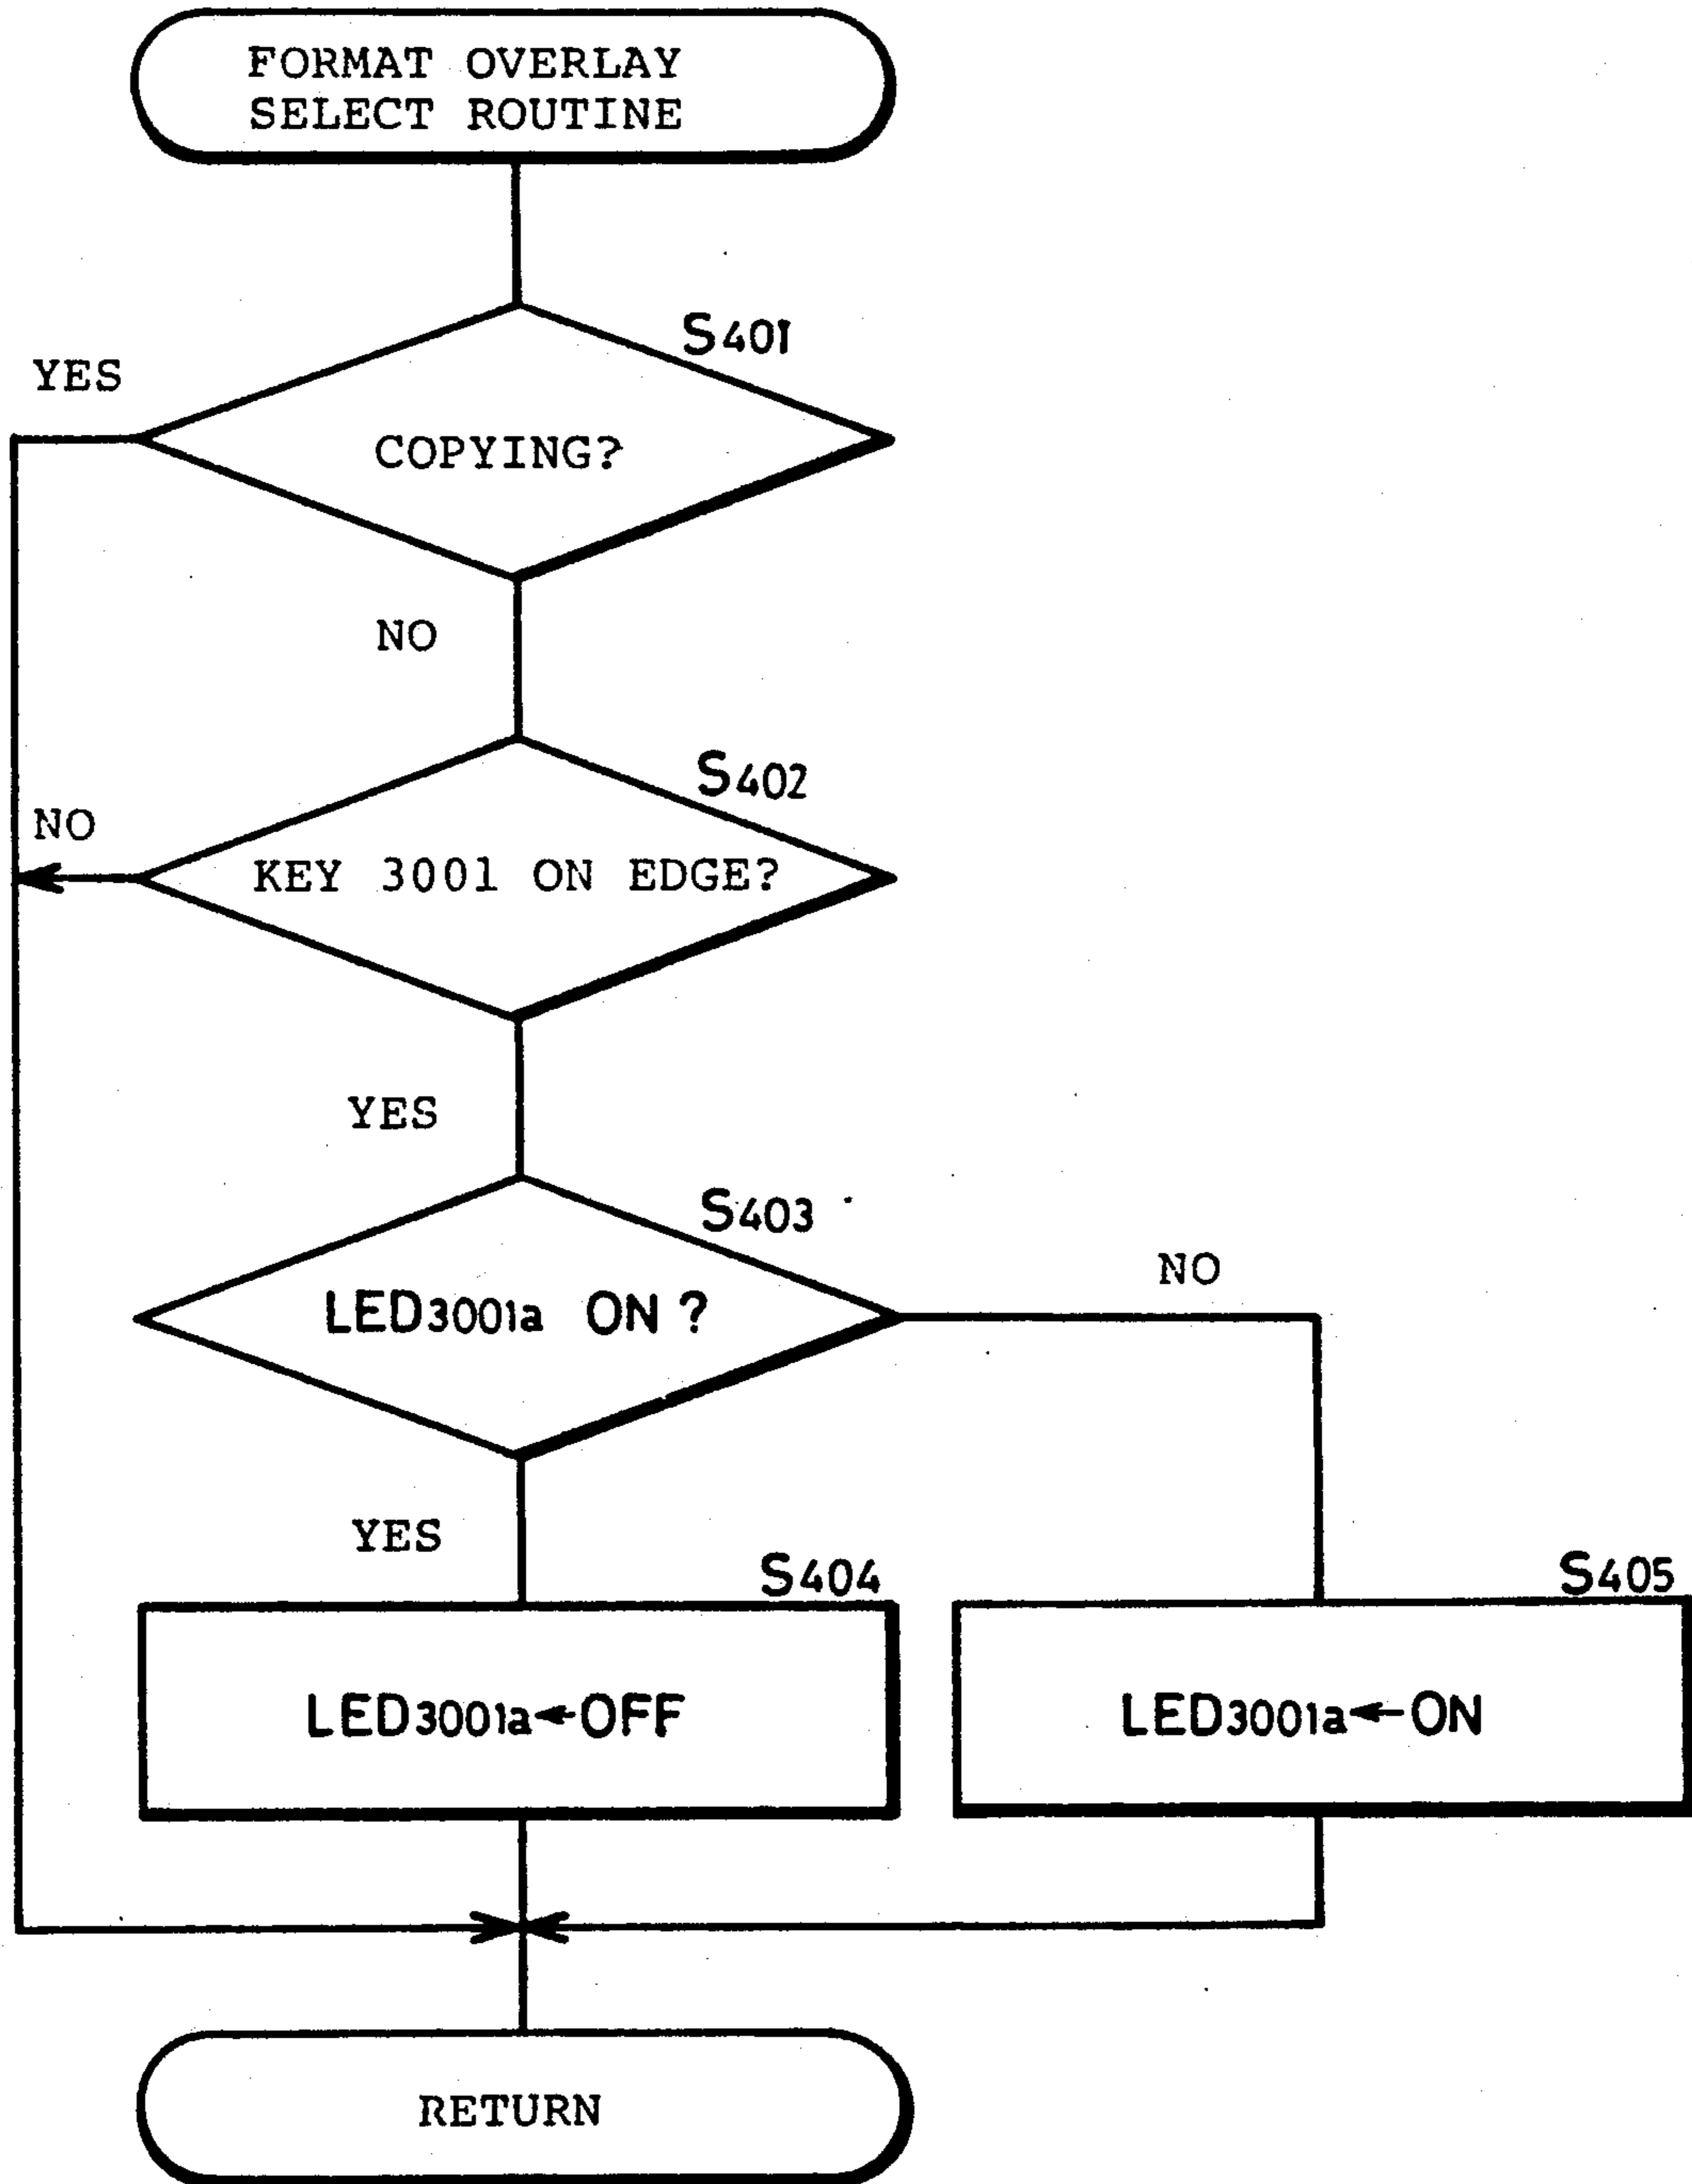 FORMAT OVERLAY
SELECT ROUTINE
S401
YES
COPYING?
NO
S402
NO
KEY 3001 ON EDGE?
YES
S403
NO
LED3001a ON ?
YES
S404
S405
LED3001a←OFF
LED3001a←ON
RETURN